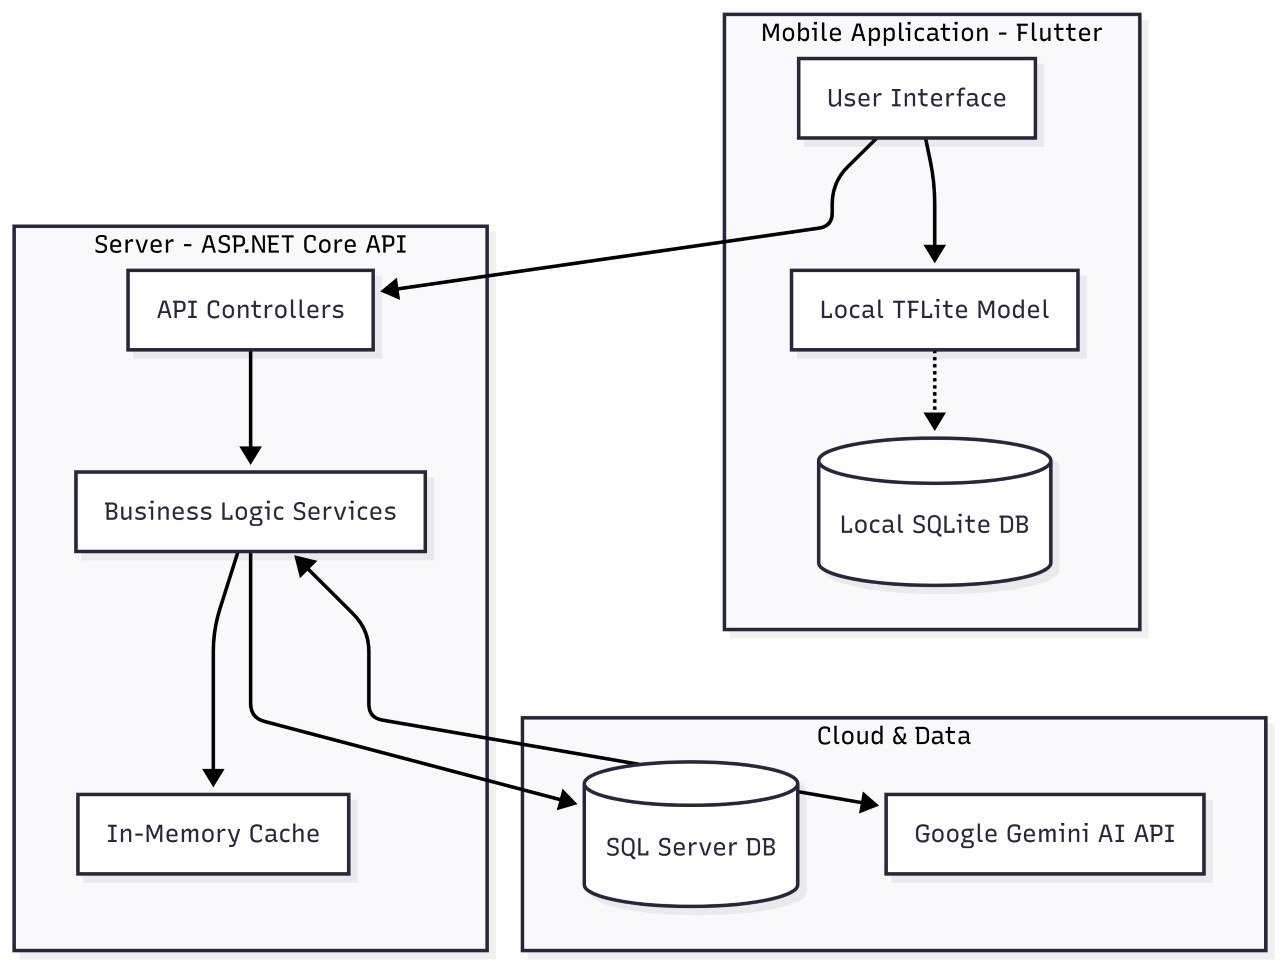 Mobile Application - Flutter
User Interface
Server - ASP.NET Core API
API Controllers
Local TFLite Model
Business Logic Services
Local SQLite DB
Cloud & Data
In-Memory Cache
SQL Server DB
Google Gemini AI API